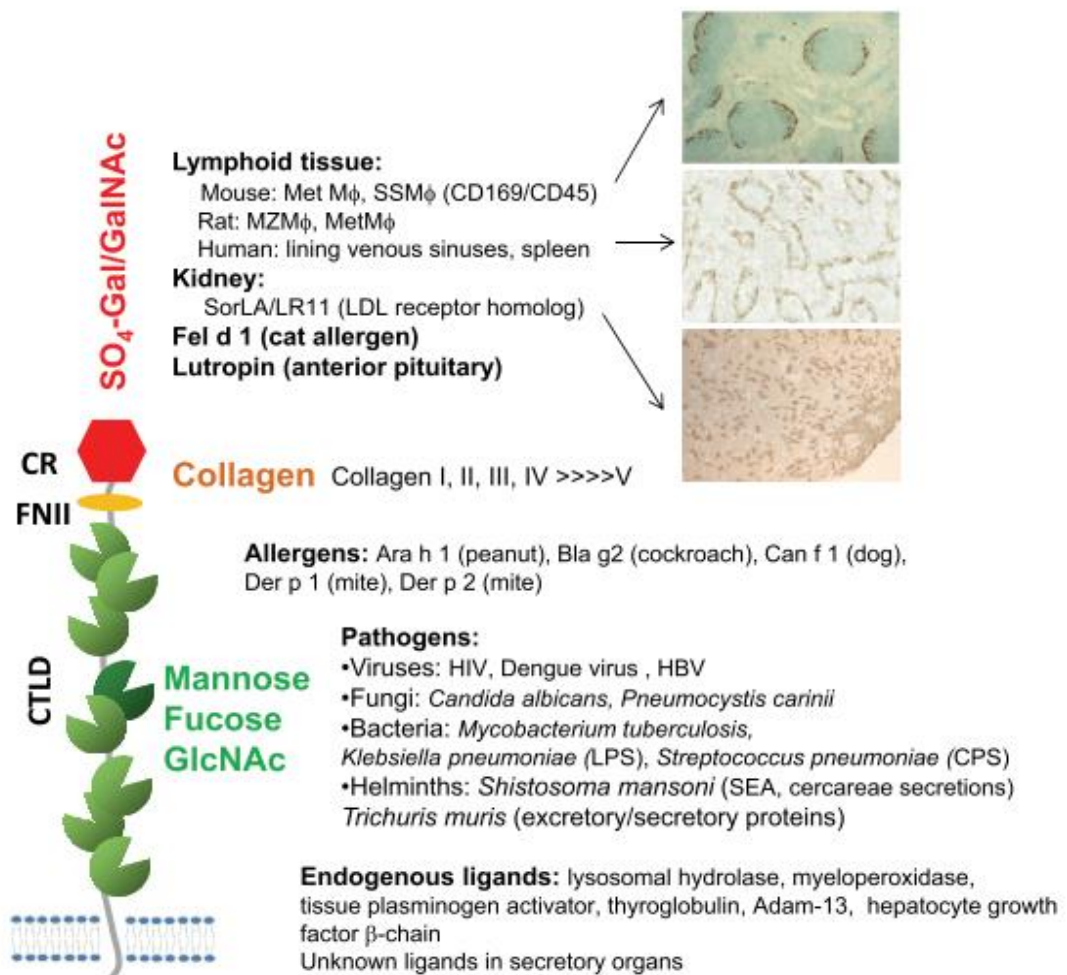 SO₄-Gal/GalNAc
Lymphoid tissue:
Mouse: Met Mϕ, SSMϕ (CD169/CD45)
Rat: MZMϕ, MetMϕ
Human: lining venous sinuses, spleen
Kidney:
SorLA/LR11 (LDL receptor homolog)
Fel d 1 (cat allergen)
Lutropin (anterior pituitary)
CR
FNII
CTLD
Collagen Collagen I, II, III, IV >>>>V
Allergens: Ara h 1 (peanut), Bla g2 (cockroach), Can f 1 (dog),
Der p 1 (mite), Der p 2 (mite)
Mannose
Fucose
GlcNAc
Pathogens:
•Viruses: HIV, Dengue virus , HBV
•Fungi: Candida albicans, Pneumocystis carinii
•Bacteria: Mycobacterium tuberculosis,
Klebsiella pneumoniae (LPS), Streptococcus pneumoniae (CPS)
•Helminths: Shistosoma mansoni (SEA, cercareae secretions)
Trichuris muris (excretory/secretory proteins)
Endogenous ligands: lysosomal hydrolase, myeloperoxidase,
tissue plasminogen activator, thyroglobulin, Adam-13, hepatocyte growth
factor β-chain
Unknown ligands in secretory organs